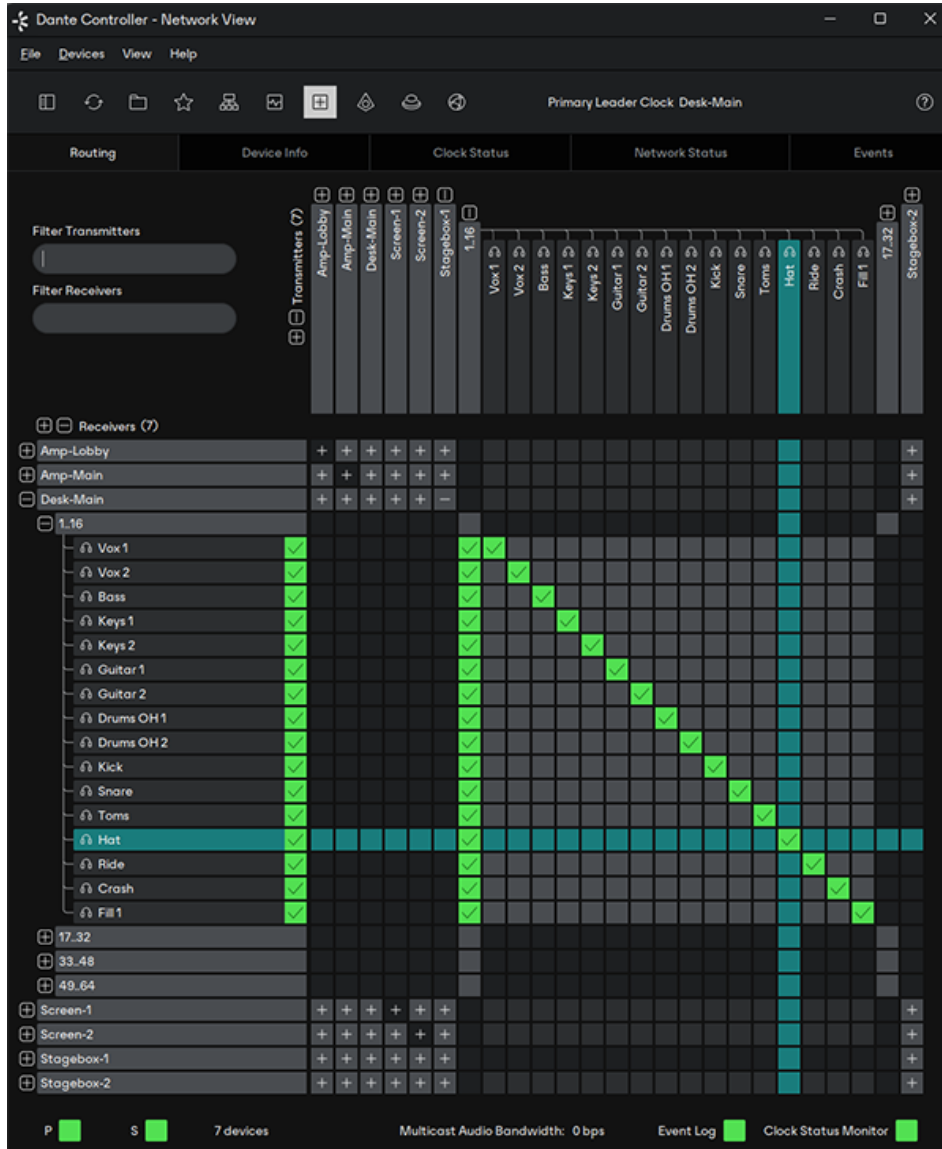 Dante Controller - Network View
File Devices View Help
Primary Leader Clock Desk-Main
Routing Device Info Clock Status Network Status Events
Filter Transmitters
Filter Receivers
Transmitters (7)
Amp-Lobby
Amp-Main
Desk-Main
Screen-1
Screen-2
Stagebox-1
1..16
Vox 1
Vox 2
Bass
Keys 1
Keys 2
Guitar 1
Guitar 2
Drums OH 1
Drums OH 2
Kick
Snare
Toms
Hat
Ride
Crash
Fill 1
17..32
Stagebox-2
Receivers (7)
Amp-Lobby
Amp-Main
Desk-Main
1..16
Vox 1
Vox 2
Bass
Keys 1
Keys 2
Guitar 1
Guitar 2
Drums OH 1
Drums OH 2
Kick
Snare
Toms
Hat
Ride
Crash
Fill 1
17..32
33..48
49..64
Screen-1
Screen-2
Stagebox-1
Stagebox-2
P S 7 devices Multicast Audio Bandwidth: 0 bps Event Log Clock Status Monitor